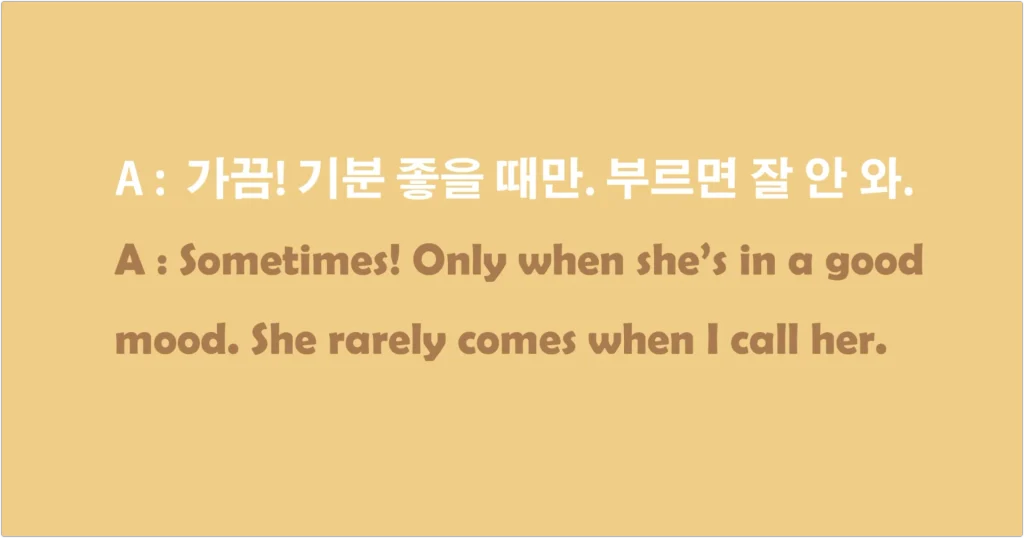 A : 가끔! 기분 좋을 때만. 부르면 잘 안 와.
A : Sometimes! Only when she’s in a good
mood. She rarely comes when I call her.